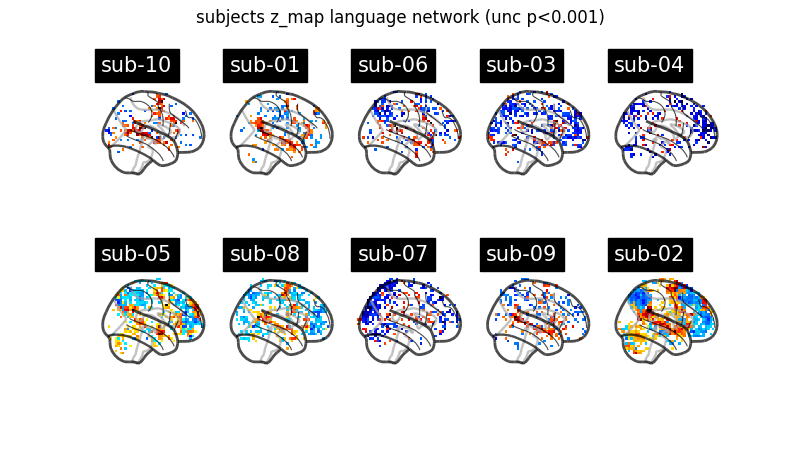 subjects z_map language network (unc p<0.001)
sub-10 sub-01 sub-06 sub-03 sub-04
sub-05 sub-08 sub-07 sub-09 sub-02